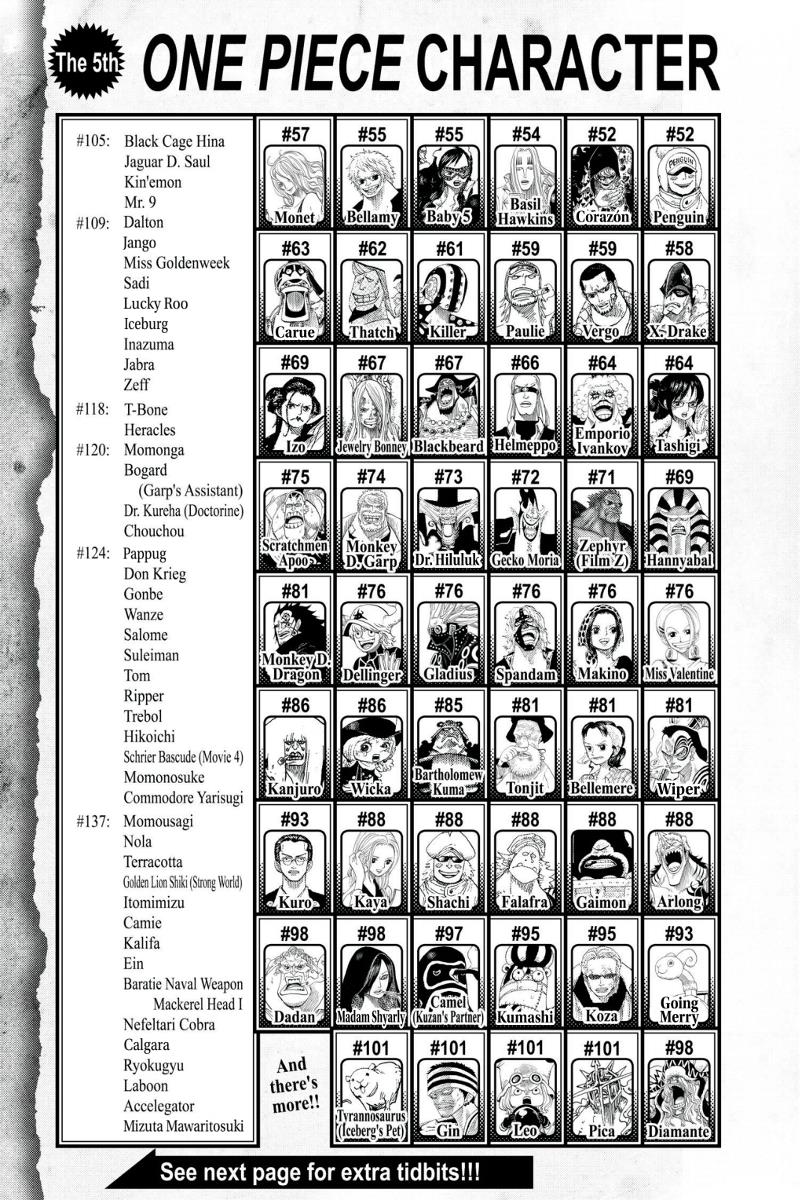 The 5th
ONE PIECE CHARACTER
#105: Black Cage Hina
Jaguar D. Saul
Kin'emon
Mr. 9
#109: Dalton
Jango
Miss Goldenweek
Sadi
Lucky Roo
Iceburg
Inazuma
Jabra
Zeff
#118: T-Bone
Heracles
#120: Momonga
Bogard
(Garp's Assistant)
Dr. Kureha (Doctorine)
Chouchou
#124: Pappug
Don Krieg
Gonbe
Wanze
Salome
Suleiman
Tom
Ripper
Trebol
Hikoichi
Schrier Bascude (Movie 4)
Momonosuke
Commodore Yarisugi
#137: Momousagi
Nola
Terracotta
Golden Lion Shiki (Strong World)
Itomimizu
Camie
Kalifa
Ein
Baratie Naval Weapon
Mackerel Head I
Nefeltari Cobra
Calgara
Ryokugyu
Laboon
Accelegator
Mizuta Mawaritosuki
#57 #55 #55 #54 #52 #52
PENGUIN
Monet Bellamy Baby 5 Basil Hawkins Corazón Penguin
#63 #62 #61 #59 #59 #58
Carue Thatch Killer Paulie Vergo X. Drake
#69 #67 #67 #66 #64 #64
Izo Jewelry Bonney Blackbeard Helmeppo Emporio Ivankov Tashigi
#75 #74 #73 #72 #71 #69
Scratchmen Apoo Monkey D. Garp Dr. Hiluluk Gecko Moria Zephyr (Film Z) Hannyabal
#81 #76 #76 #76 #76 #76
Monkey D. Dragon Dellinger Gladius Spandam Makino Miss Valentine
#86 #86 #85 #81 #81 #81
Kanjuro Wicka Bartholomew Kuma Tonjit Bellemere Wiper
#93 #88 #88 #88 #88 #88
Kuro Kaya Shachi Falafra Gaimon Arlong
#98 #98 #97 #95 #95 #93
Dadan Madam Shyarly Camel (Kuzan's Partner) Kumashi Koza Going Merry
And
there's
more!!
#101 #101 #101 #101 #98
Tyrannosaurus (Iceberg's Pet) Gin Leo Pica Diamante
See next page for extra tidbits!!!